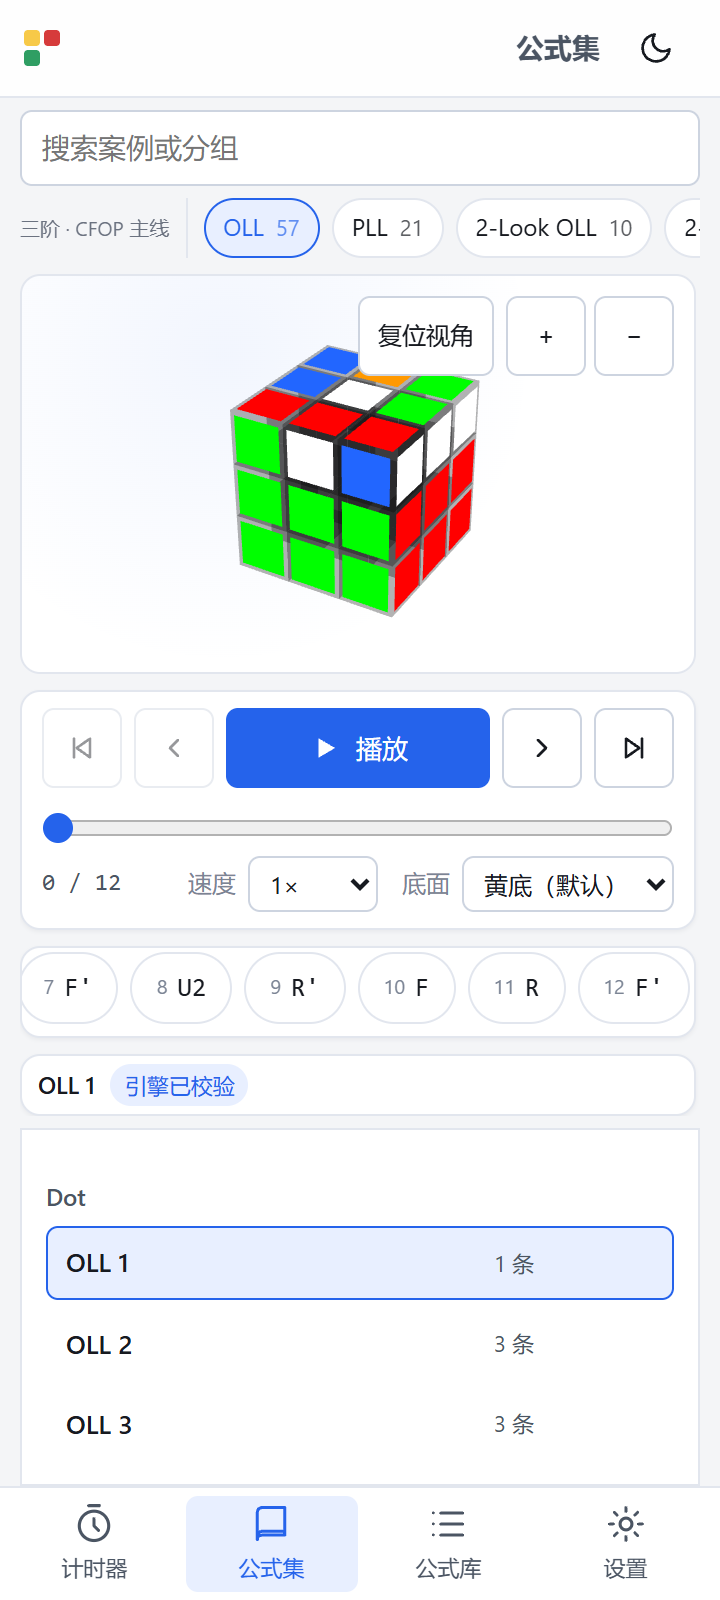 公式集
搜索案例或分组
三阶 · CFOP 主线 OLL 57 PLL 21 2-Look OLL 10 2-
复位视角 + −
播放
0 / 12 速度 1× 底面 黄底（默认）
7 F' 8 U2 9 R' 10 F 11 R 12 F'
OLL 1 引擎已校验
Dot
OLL 1 1 条
OLL 2 3 条
OLL 3 3 条
计时器 公式集 公式库 设置